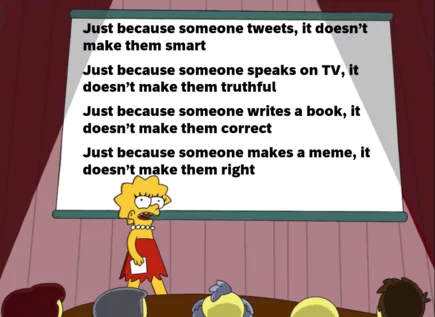 Just because someone tweets, it doesn't
make them smart
Just because someone speaks on TV, it
doesn't make them truthful
Just because someone writes a book, it
doesn't make them correct
Just because someone makes a meme, it
doesn't make them right